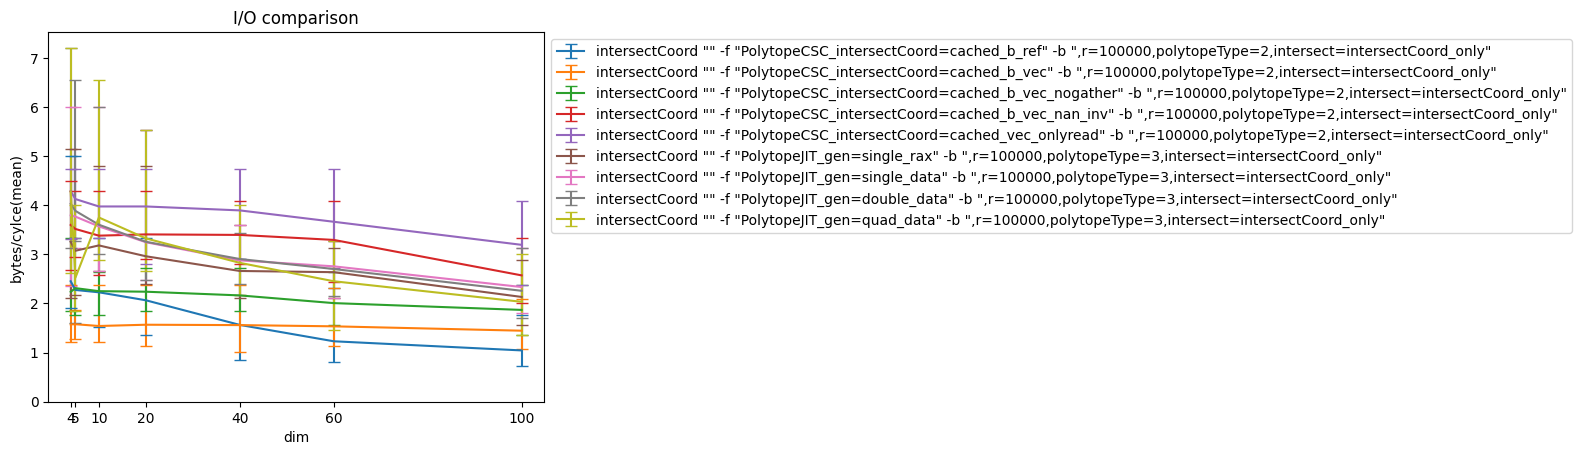 I/O comparison
bytes/cylce(mean)
7
6
5
4
3
2
1
0
4 5 10 20 40 60 100
dim
intersectCoord "" -f "PolytopeCSC_intersectCoord=cached_b_ref" -b ",r=100000,polytopeType=2,intersect=intersectCoord_only"
intersectCoord "" -f "PolytopeCSC_intersectCoord=cached_b_vec" -b ",r=100000,polytopeType=2,intersect=intersectCoord_only"
intersectCoord "" -f "PolytopeCSC_intersectCoord=cached_b_vec_nogather" -b ",r=100000,polytopeType=2,intersect=intersectCoord_only"
intersectCoord "" -f "PolytopeCSC_intersectCoord=cached_b_vec_nan_inv" -b ",r=100000,polytopeType=2,intersect=intersectCoord_only"
intersectCoord "" -f "PolytopeCSC_intersectCoord=cached_vec_onlyread" -b ",r=100000,polytopeType=2,intersect=intersectCoord_only"
intersectCoord "" -f "PolytopeJIT_gen=single_rax" -b ",r=100000,polytopeType=3,intersect=intersectCoord_only"
intersectCoord "" -f "PolytopeJIT_gen=single_data" -b ",r=100000,polytopeType=3,intersect=intersectCoord_only"
intersectCoord "" -f "PolytopeJIT_gen=double_data" -b ",r=100000,polytopeType=3,intersect=intersectCoord_only"
intersectCoord "" -f "PolytopeJIT_gen=quad_data" -b ",r=100000,polytopeType=3,intersect=intersectCoord_only"